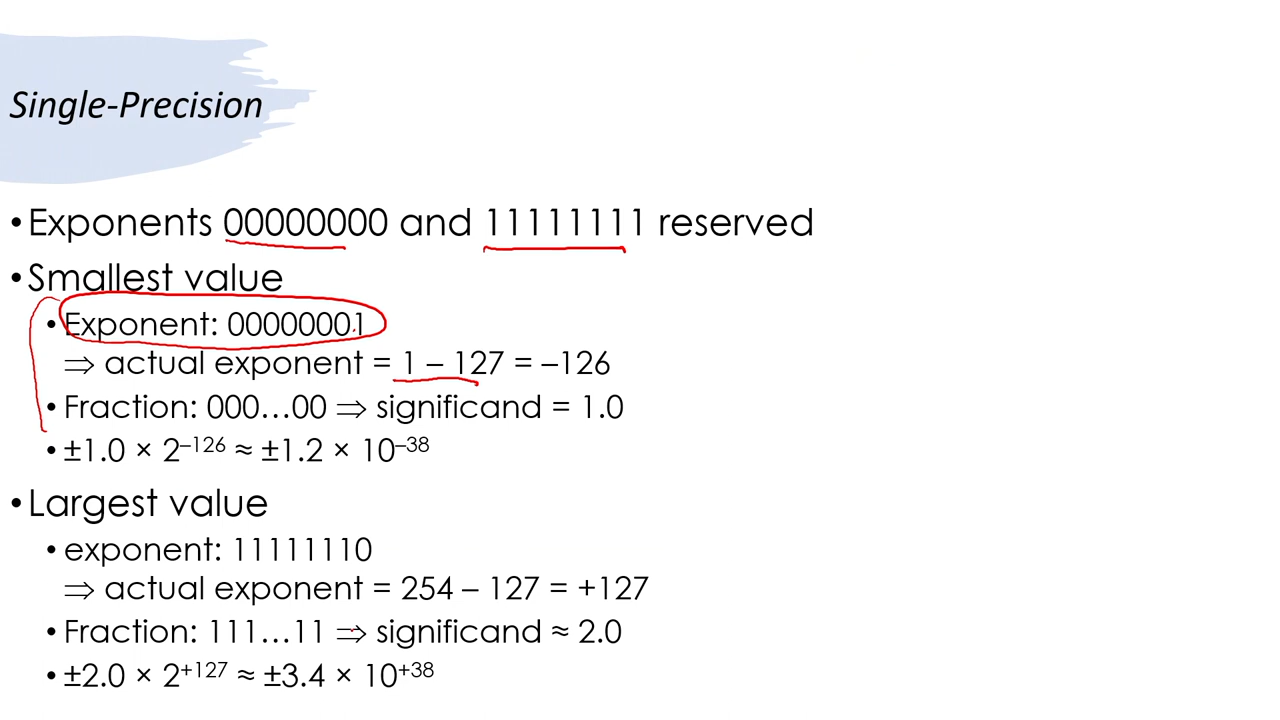 Single-Precision
• Exponents 00000000 and 11111111 reserved
• Smallest value
• Exponent: 00000001
⇒ actual exponent = 1 – 127 = –126
• Fraction: 000…00 ⇒ significand = 1.0
• ±1.0 × 2⁻¹²⁶ ≈ ±1.2 × 10⁻³⁸
• Largest value
• exponent: 11111110
⇒ actual exponent = 254 – 127 = +127
• Fraction: 111…11 ⇒ significand ≈ 2.0
• ±2.0 × 2⁺¹²⁷ ≈ ±3.4 × 10⁺³⁸